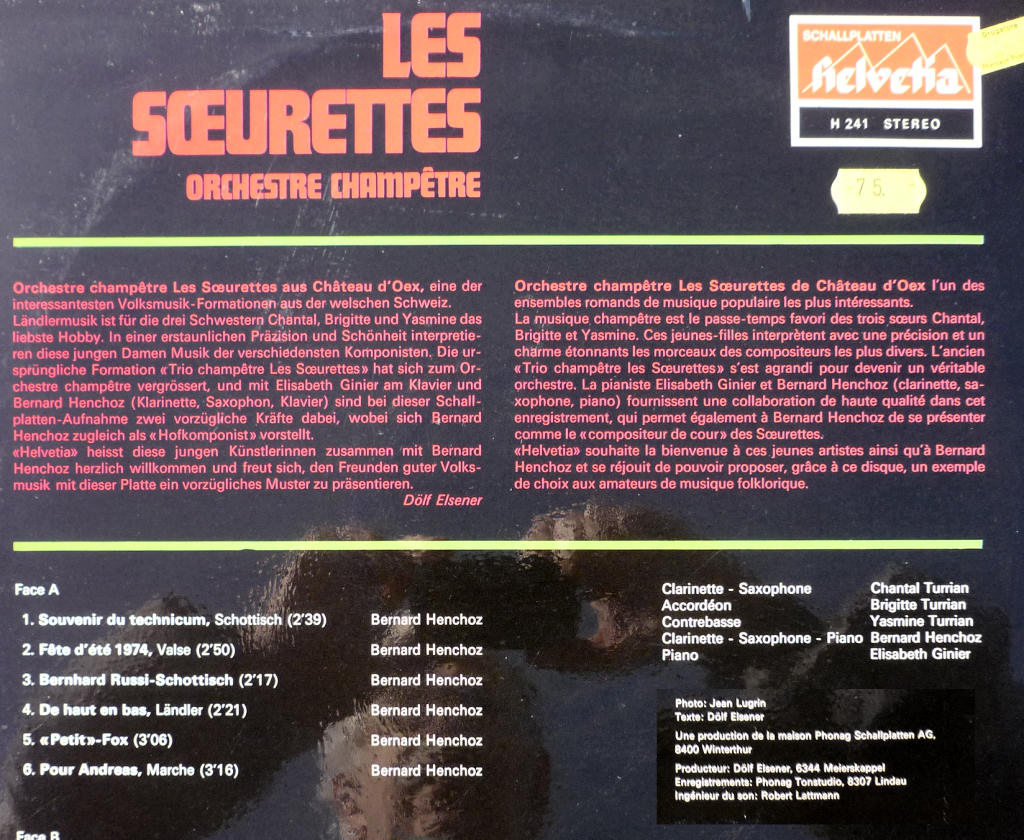 LES
SŒURETTES
ORCHESTRE CHAMPÊTRE
SCHALLPLATTEN
helvetia
H 241 STEREO
75.
Orchestre champêtre Les Sœurettes aus Château d'Oex, eine der
interessantesten Volksmusik-Formationen aus der welschen Schweiz.
Ländlermusik ist für die drei Schwestern Chantal, Brigitte und Yasmine das
liebste Hobby. In einer erstaunlichen Präzision und Schönheit interpretie-
ren diese jungen Damen Musik der verschiedensten Komponisten. Die ur-
sprüngliche Formation «Trio champêtre Les Sœurettes» hat sich zum Or-
chestre champêtre vergrössert, und mit Elisabeth Ginier am Klavier und
Bernard Henchoz (Klarinette, Saxophon, Klavier) sind bei dieser Schall-
platten-Aufnahme zwei vorzügliche Kräfte dabei, wobei sich Bernard
Henchoz zugleich als «Hofkomponist» vorstellt.
«Helvetia» heisst diese jungen Künstlerinnen zusammen mit Bernard
Henchoz herzlich willkommen und freut sich, den Freunden guter Volks-
musik mit dieser Platte ein vorzügliches Muster zu präsentieren.
Dölf Elsener
Orchestre champêtre Les Sœurettes de Château d'Oex l'un des
ensembles romands de musique populaire les plus intéressants.
La musique champêtre est le passe-temps favori des trois sœurs Chantal,
Brigitte et Yasmine. Ces jeunes-filles interprètent avec une précision et un
charme étonnants les morceaux des compositeurs les plus divers. L'ancien
«Trio champêtre les Sœurettes» s'est agrandi pour devenir un véritable
orchestre. La pianiste Elisabeth Ginier et Bernard Henchoz (clarinette, sa-
xophone, piano) fournissent une collaboration de haute qualité dans cet
enregistrement, qui permet également à Bernard Henchoz de se présenter
comme le «compositeur de cour» des Sœurettes.
«Helvetia» souhaite la bienvenue à ces jeunes artistes ainsi qu'à Bernard
Henchoz et se réjouit de pouvoir proposer, grâce à ce disque, un exemple
de choix aux amateurs de musique folklorique.
Face A
1. Souvenir du technicum, Schottisch (2'39) Bernard Henchoz
2. Fête d'été 1974, Valse (2'50) Bernard Henchoz
3. Bernhard Russi-Schottisch (2'17) Bernard Henchoz
4. De haut en bas, Ländler (2'21) Bernard Henchoz
5. «Petit»-Fox (3'06) Bernard Henchoz
6. Pour Andreas, Marche (3'16) Bernard Henchoz
Face B
Clarinette - Saxophone Chantal Turrian
Accordéon Brigitte Turrian
Contrebasse Yasmine Turrian
Clarinette - Saxophone - Piano Bernard Henchoz
Piano Elisabeth Ginier
Photo: Jean Lugrin
Texte: Dölf Elsener
Une production de la maison Phonag Schallplatten AG,
8400 Winterthur
Producteur: Dölf Elsener, 6344 Meierskappel
Enregistrements: Phonag Tonstudio, 8307 Lindau
Ingénieur du son: Robert Lattmann